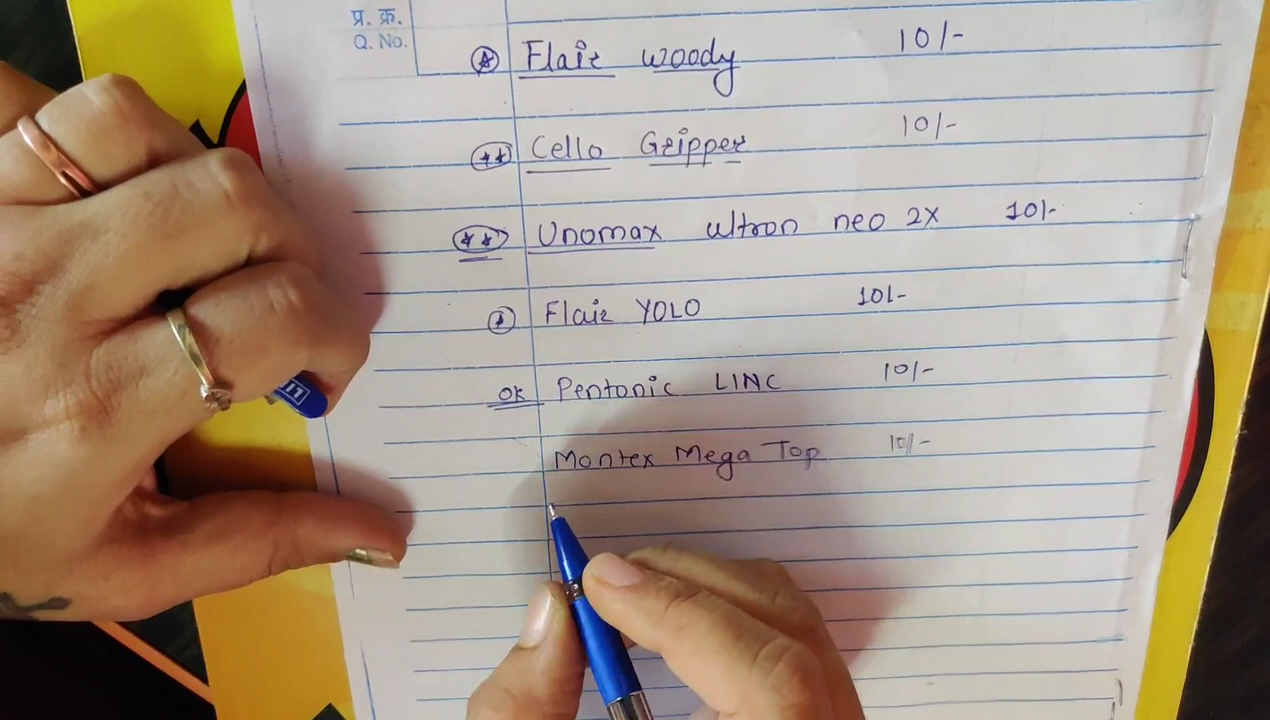 प्र. क्र.
Q. No.
Flair woody 10/-
Cello Gripper 10/-
Unomax ultron neo 2X 10/-
Flair YOLO 10/-
OK Pentonic LINC 10/-
Montex Mega Top 10/-